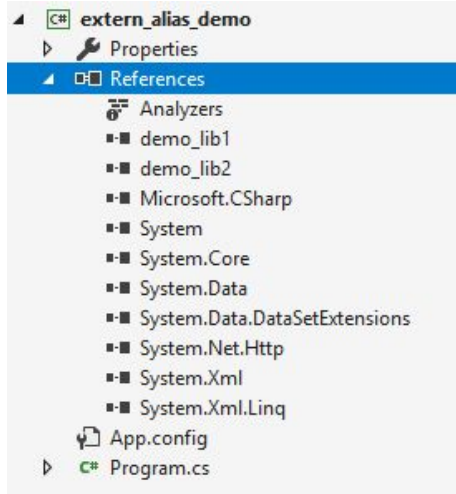 C# extern_alias_demo
Properties
References
Analyzers
demo_lib1
demo_lib2
Microsoft.CSharp
System
System.Core
System.Data
System.Data.DataSetExtensions
System.Net.Http
System.Xml
System.Xml.Linq
App.config
C# Program.cs